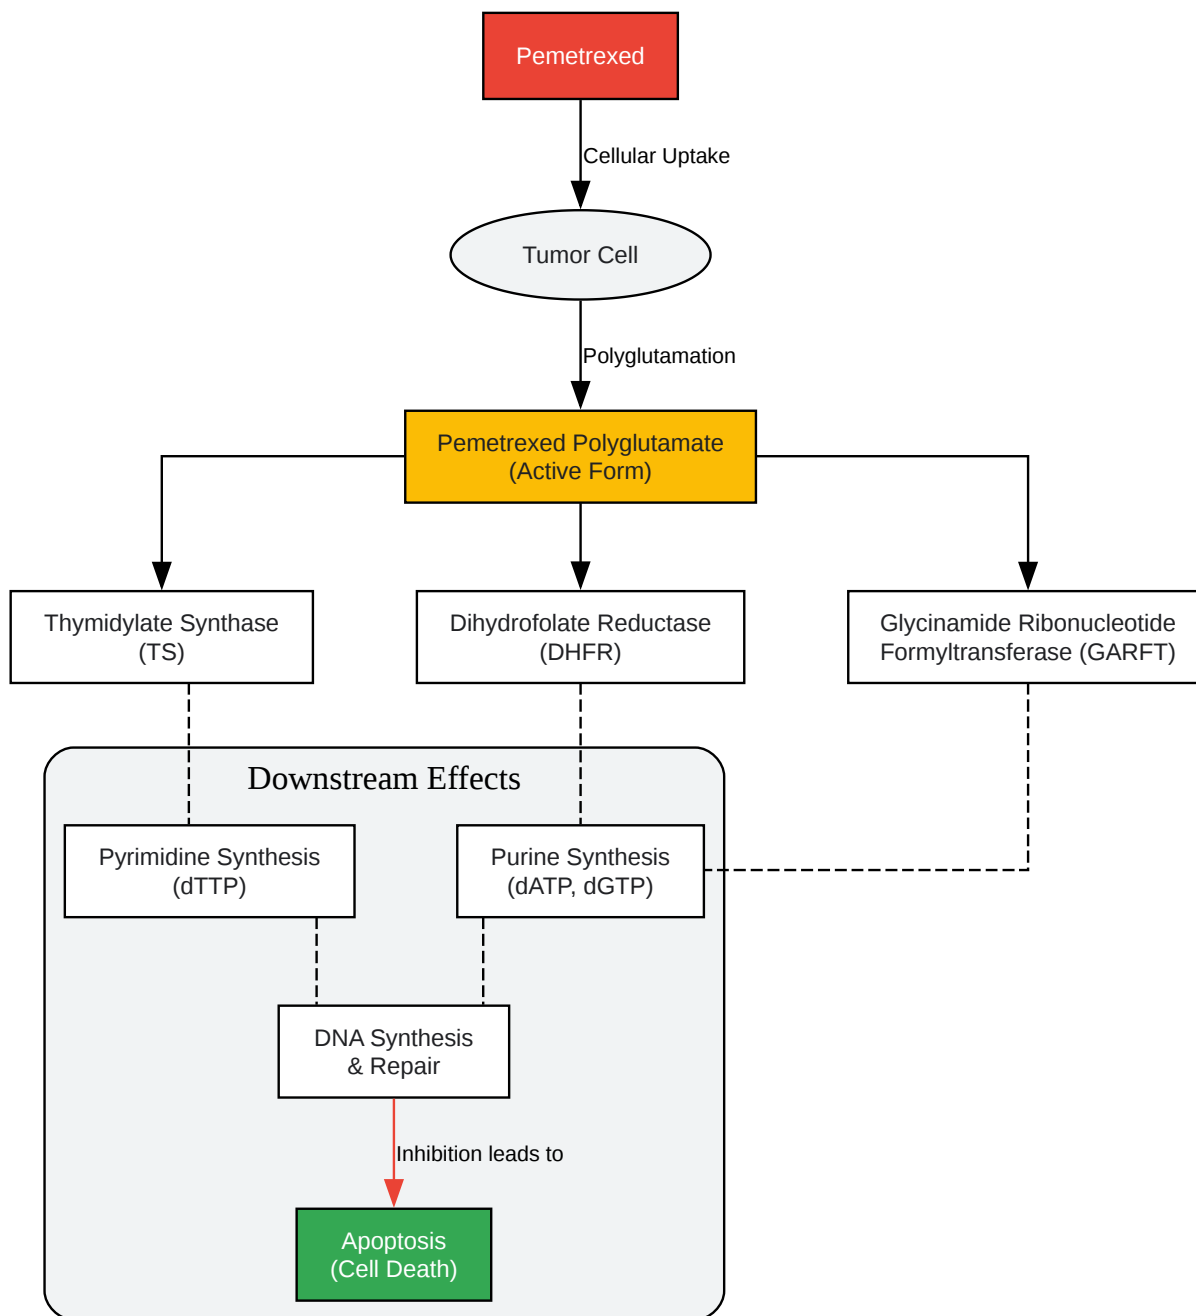 Pemetrexed
Cellular Uptake
Tumor Cell
Polyglutamation
Pemetrexed Polyglutamate
(Active Form)
Thymidylate Synthase
(TS)
Dihydrofolate Reductase
(DHFR)
Glycinamide Ribonucleotide
Formyltransferase (GARFT)
Downstream Effects
Pyrimidine Synthesis
(dTTP)
Purine Synthesis
(dATP, dGTP)
DNA Synthesis
& Repair
Inhibition leads to
Apoptosis
(Cell Death)